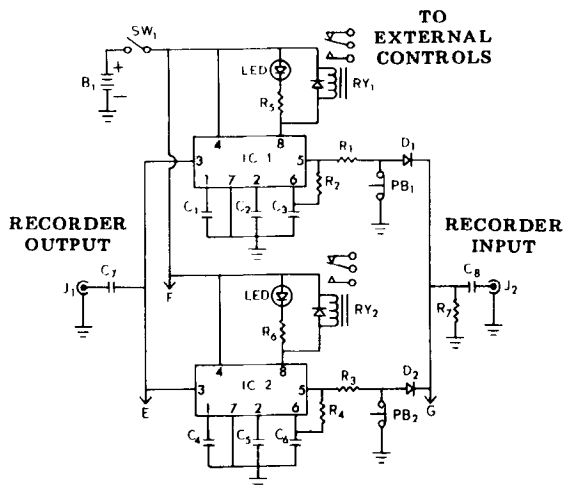 TO
EXTERNAL
CONTROLS
SW1
LED
B1
+
−
R5
RY1
4
8
3
IC 1
5
R1
D1
1
7
2
6
R2
PB1
C1
C2
C3
RECORDER
OUTPUT
RECORDER
INPUT
J1
C7
F
LED
RY2
C8
J2
R7
R6
4
8
3
IC 2
5
R3
D2
E
1
7
2
6
R4
PB2
G
C4
C5
C6